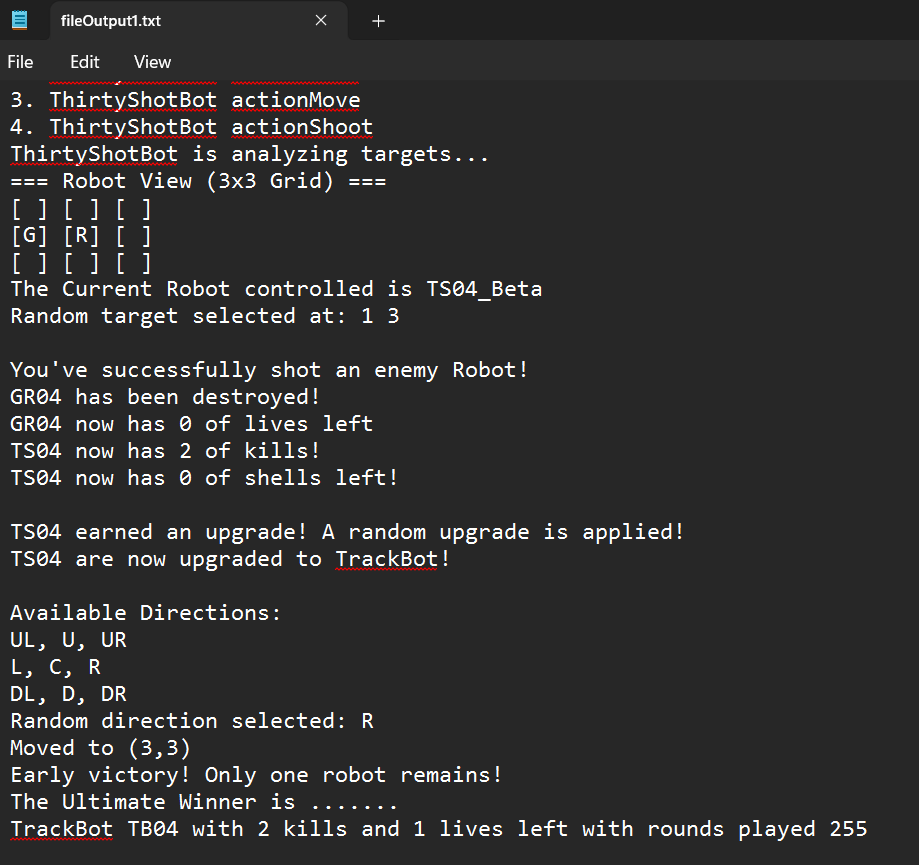 fileOutput1.txt
File Edit View
3. ThirtyShotBot actionMove
4. ThirtyShotBot actionShoot
ThirtyShotBot is analyzing targets...
=== Robot View (3x3 Grid) ===
[ ] [ ] [ ]
[G] [R] [ ]
[ ] [ ] [ ]
The Current Robot controlled is TS04_Beta
Random target selected at: 1 3
You've successfully shot an enemy Robot!
GR04 has been destroyed!
GR04 now has 0 of lives left
TS04 now has 2 of kills!
TS04 now has 0 of shells left!
TS04 earned an upgrade! A random upgrade is applied!
TS04 are now upgraded to TrackBot!
Available Directions:
UL, U, UR
L, C, R
DL, D, DR
Random direction selected: R
Moved to (3,3)
Early victory! Only one robot remains!
The Ultimate Winner is .......
TrackBot TB04 with 2 kills and 1 lives left with rounds played 255